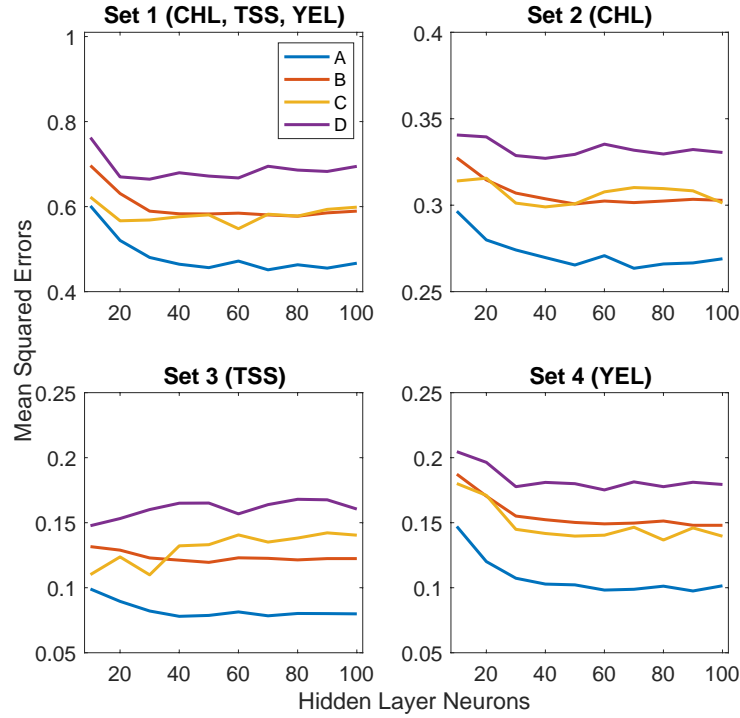 Set 1 (CHL, TSS, YEL)
1
0.8
0.6
0.4
20 40 60 80 100
A
B
C
D
Set 2 (CHL)
0.4
0.35
0.3
0.25
20 40 60 80 100
Mean Squared Errors
Set 3 (TSS)
0.25
0.2
0.15
0.1
0.05
20 40 60 80 100
Set 4 (YEL)
0.25
0.2
0.15
0.1
0.05
20 40 60 80 100
Hidden Layer Neurons